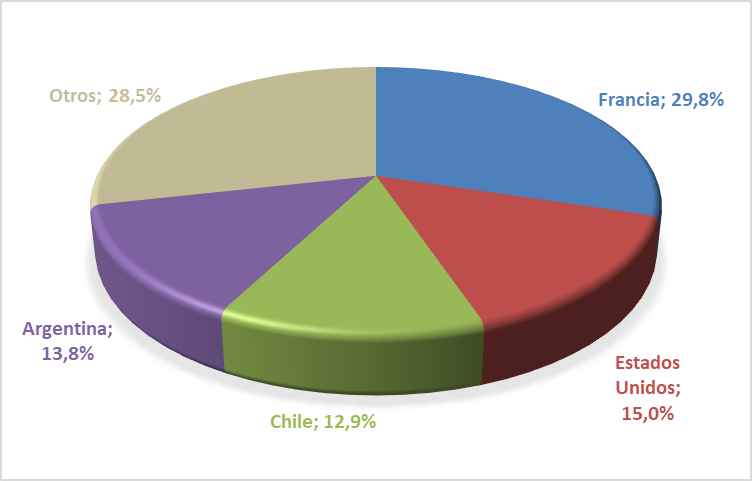 Otros; 28,5%
Francia; 29,8%
Argentina;
13,8%
Estados
Unidos;
15,0%
Chile; 12,9%